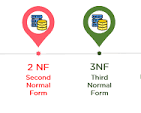 2 NF
Second
Normal
Form
3NF
Third
Normal
Form